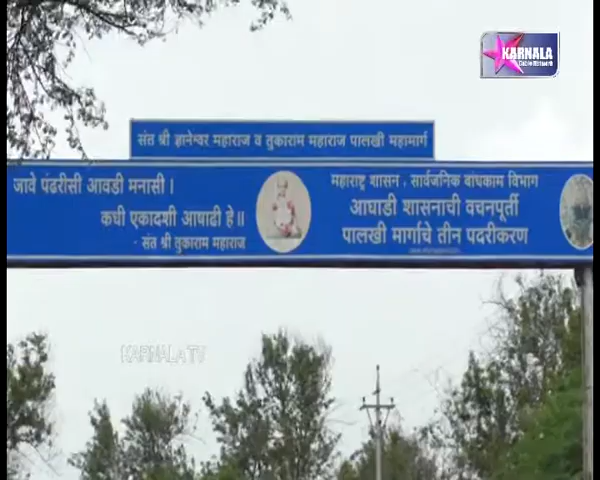 KARNALA
संत श्री ज्ञानेश्वर महाराज व तुकाराम महाराज पालखी महामार्ग
जावे पंढरीसी आवडी मनासी ।
कधी एकादशी आषाढी हे ॥
- संत श्री तुकाराम महाराज
महाराष्ट्र शासन . सार्वजनिक बांधकाम विभाग
आघाडी शासनाची वचनपूर्ती
पालखी मार्गाचे तीन पदरीकरण
KARNALA TV